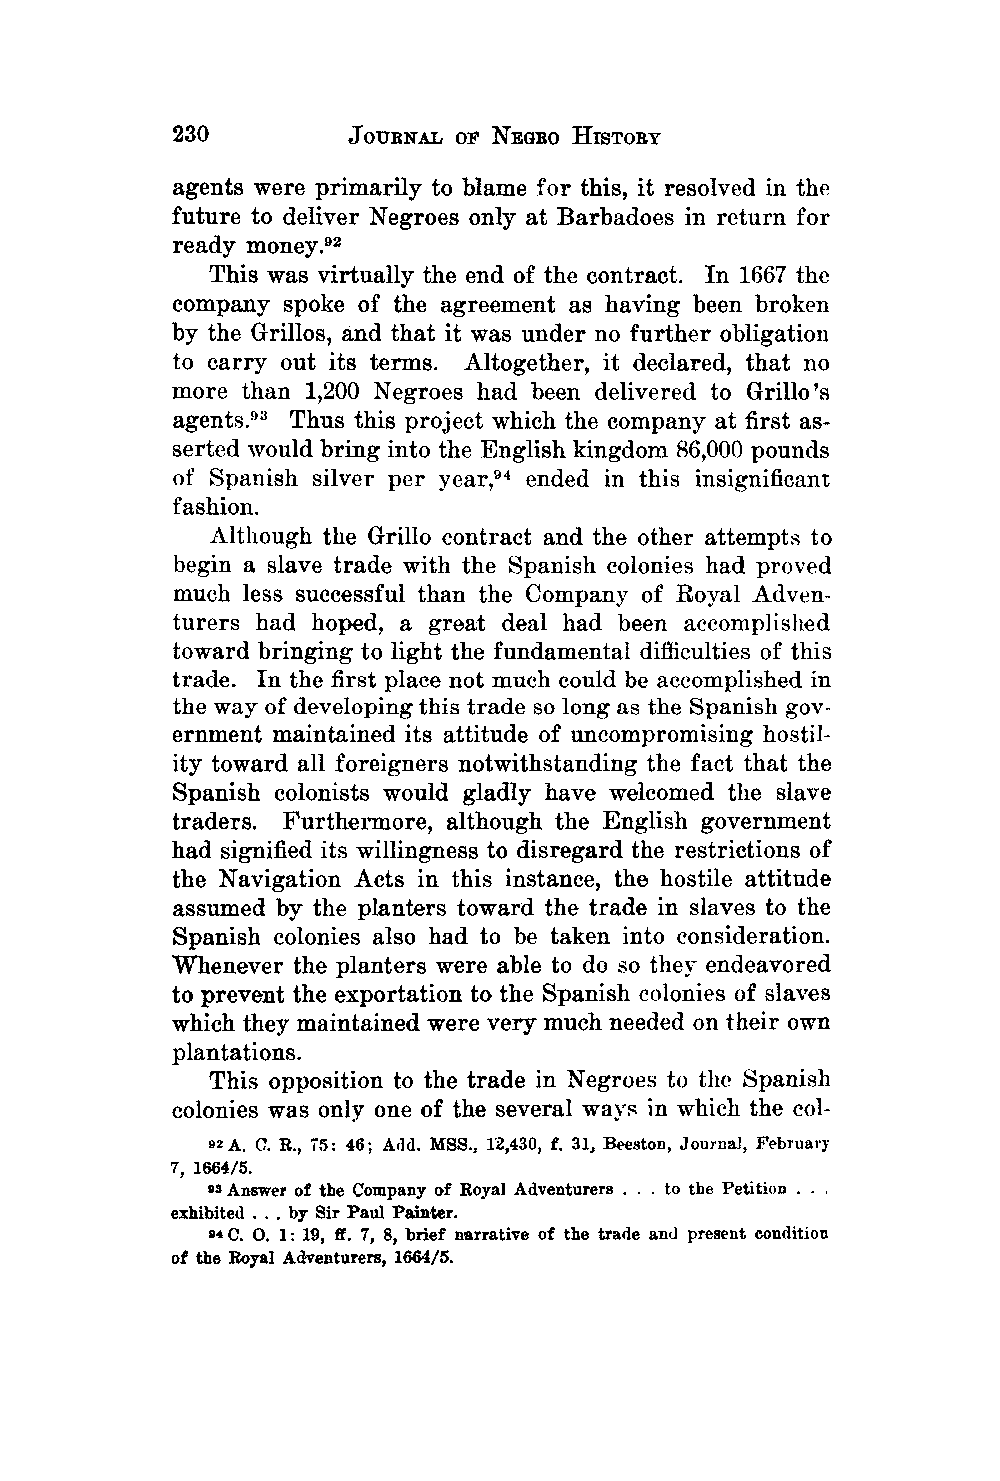 230 JOURNAL OF NEGRO HISTORY
agents were primarily to blame for this, it resolved in the
future to deliver Negroes only at Barbadoes in return for
ready money.⁹²
This was virtually the end of the contract. In 1667 the
company spoke of the agreement as having been broken
by the Grillos, and that it was under no further obligation
to carry out its terms. Altogether, it declared, that no
more than 1,200 Negroes had been delivered to Grillo's
agents.⁹³ Thus this project which the company at first as-
serted would bring into the English kingdom 86,000 pounds
of Spanish silver per year,⁹⁴ ended in this insignificant
fashion.
Although the Grillo contract and the other attempts to
begin a slave trade with the Spanish colonies had proved
much less successful than the Company of Royal Adven-
turers had hoped, a great deal had been accomplished
toward bringing to light the fundamental difficulties of this
trade. In the first place not much could be accomplished in
the way of developing this trade so long as the Spanish gov-
ernment maintained its attitude of uncompromising hostil-
ity toward all foreigners notwithstanding the fact that the
Spanish colonists would gladly have welcomed the slave
traders. Furthermore, although the English government
had signified its willingness to disregard the restrictions of
the Navigation Acts in this instance, the hostile attitude
assumed by the planters toward the trade in slaves to the
Spanish colonies also had to be taken into consideration.
Whenever the planters were able to do so they endeavored
to prevent the exportation to the Spanish colonies of slaves
which they maintained were very much needed on their own
plantations.
This opposition to the trade in Negroes to the Spanish
colonies was only one of the several ways in which the col-
⁹² A. C. R., 75: 46; Add. MSS., 12,430, f. 31, Beeston, Journal, February
7, 1664/5.
⁹³ Answer of the Company of Royal Adventurers . . . to the Petition . . .
exhibited . . . by Sir Paul Painter.
⁹⁴ C. O. 1: 19, ff. 7, 8, brief narrative of the trade and present condition
of the Royal Adventurers, 1664/5.